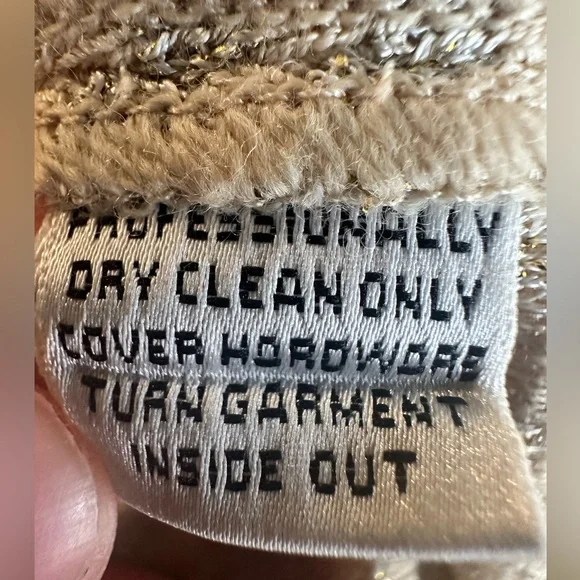 PROFESSIONALLY
DRY CLEAN ONLY
COVER HARDWARE
TURN GARMENT
INSIDE OUT